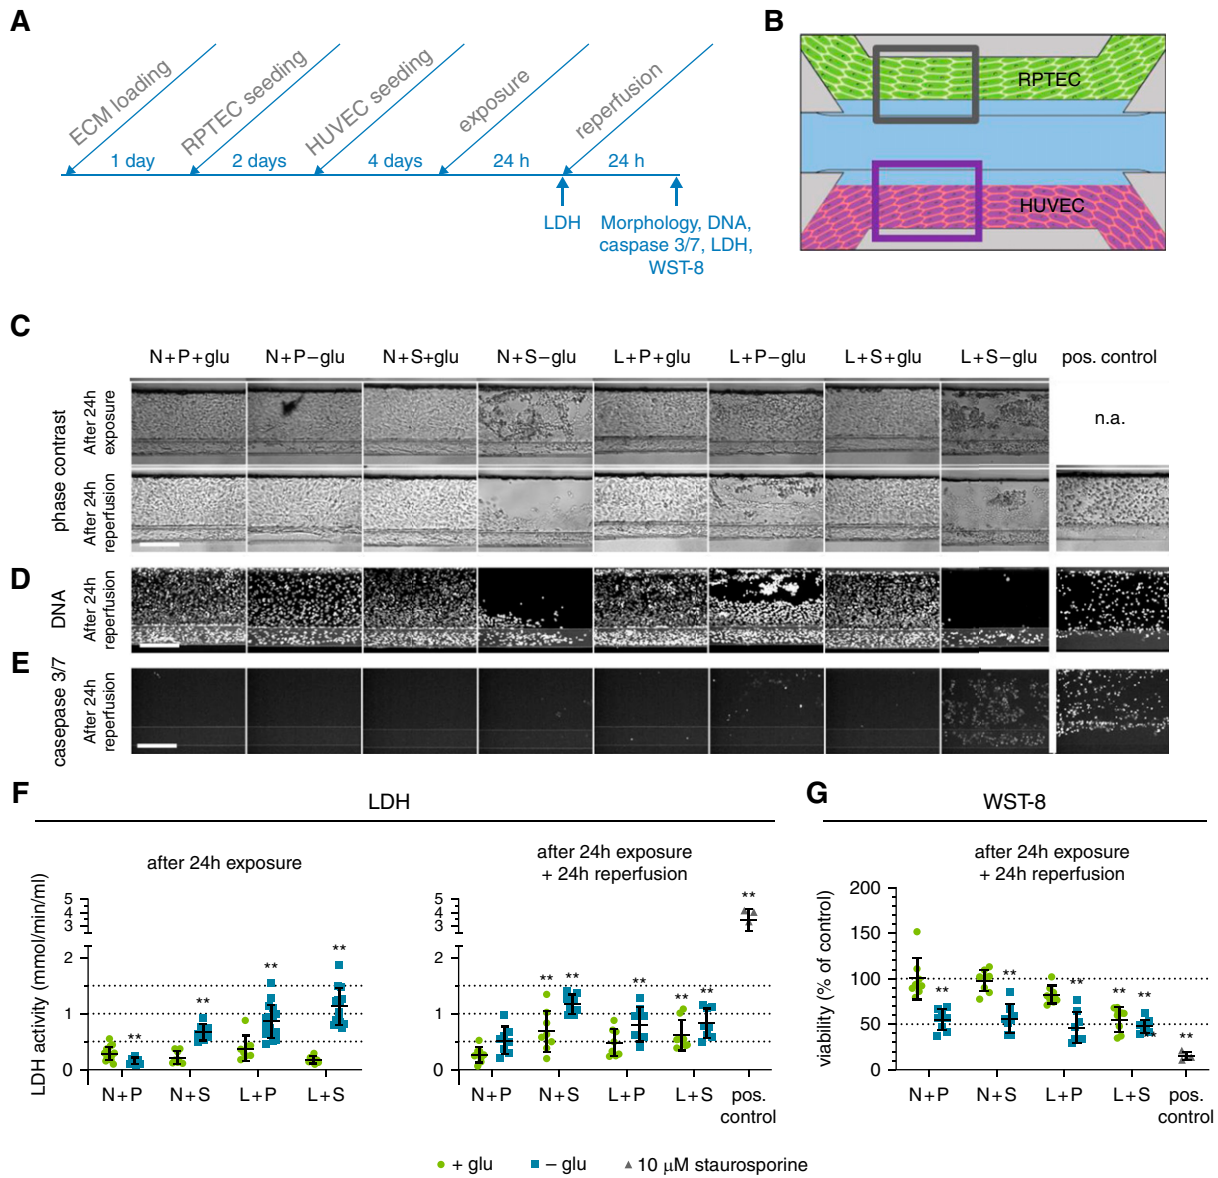 A
ECM loading
RPTEC seeding
HUVEC seeding
exposure
reperfusion
1 day
2 days
4 days
24 h
24 h
LDH
Morphology, DNA,
caspase 3/7, LDH,
WST-8
B
RPTEC
HUVEC
C
N+P+glu
N+P−glu
N+S+glu
N+S−glu
L+P+glu
L+P−glu
L+S+glu
L+S−glu
pos. control
phase contrast
After 24h
exposure
n.a.
After 24h
reperfusion
D
DNA
After 24h
reperfusion
E
casepase 3/7
After 24h
reperfusion
F
LDH
after 24h exposure
LDH activity (mmol/min/ml)
5
4
3
2
1
0
**
**
**
**
N+P
N+S
L+P
L+S
after 24h exposure
+ 24h reperfusion
5
4
3
2
1
0
**
**
**
**
**
**
N+P
N+S
L+P
L+S
pos.
control
G
WST-8
after 24h exposure
+ 24h reperfusion
viability (% of control)
200
150
100
50
0
**
**
**
**
**
**
**
N+P
N+S
L+P
L+S
pos.
control
+ glu
− glu
10 μM staurosporine